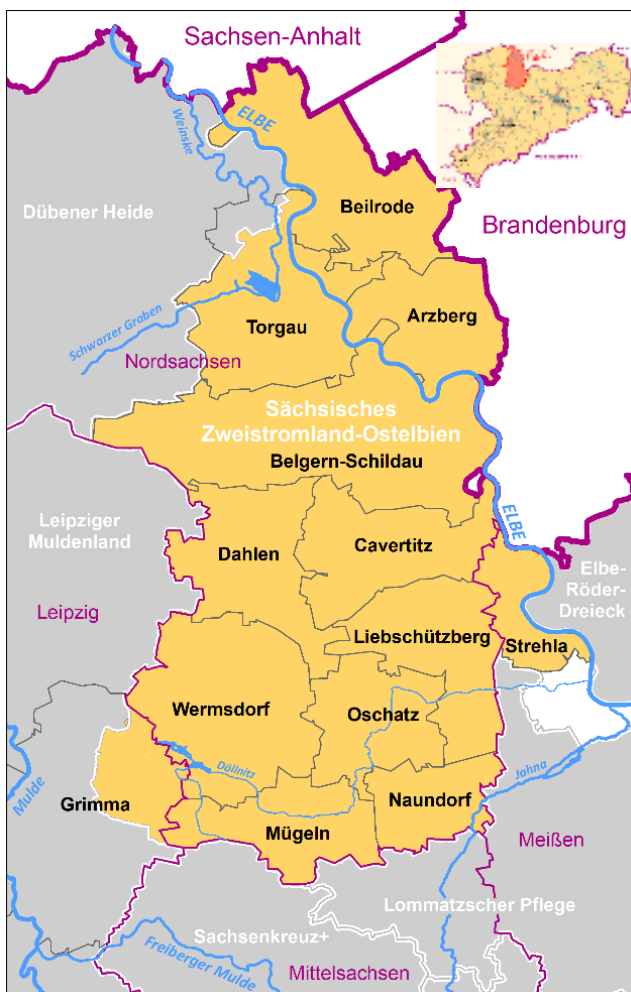 Sachsen-Anhalt
ELBE
Weinske
Dübener Heide
Beilrode
Brandenburg
Arzberg
Torgau
Schwarzer Graben
Nordsachsen
Sächsisches
Zweistromland-Ostelbien
Belgern-Schildau
Leipziger
Muldenland
ELBE
Dahlen
Cavertitz
Elbe-
Röder-
Dreieck
Leipzig
Liebschützberg
Strehla
Wermsdorf
Oschatz
Döllnitz
Jahna
Mulde
Grimma
Naundorf
Mügeln
Meißen
Lommatzscher Pflege
Sachsenkreuz+
Freiberger Mulde
Mittelsachsen